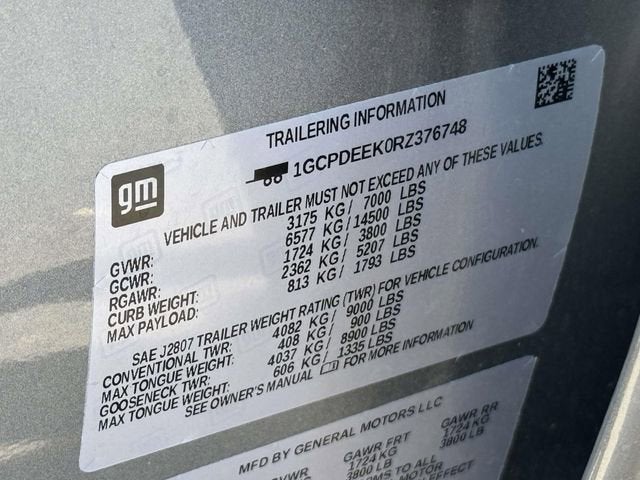 gm
TRAILERING INFORMATION
1GCPDEEK0RZ376748
VEHICLE AND TRAILER MUST NOT EXCEED ANY OF THESE VALUES.
GVWR: 3175 KG/ 7000 LBS
GCWR: 6577 KG/14500 LBS
RGAWR: 1724 KG/ 3800 LBS
CURB WEIGHT: 2362 KG/ 5207 LBS
MAX PAYLOAD: 813 KG/ 1793 LBS
SAE J2807 TRAILER WEIGHT RATING (TWR) FOR VEHICLE CONFIGURATION.
CONVENTIONAL TWR: 4082 KG/ 9000 LBS
MAX TONGUE WEIGHT: 408 KG/ 900 LBS
GOOSENECK TWR: 4037 KG/ 8900 LBS
MAX TONGUE WEIGHT: 606 KG/ 1335 LBS
SEE OWNER'S MANUAL FOR MORE INFORMATION
MFD BY GENERAL MOTORS LLC
GVWR GAWR FRT GAWR RR
1724 KG 1724 KG
3800 LB 3800 LB
TO ALL
MOTOR
EFFECT